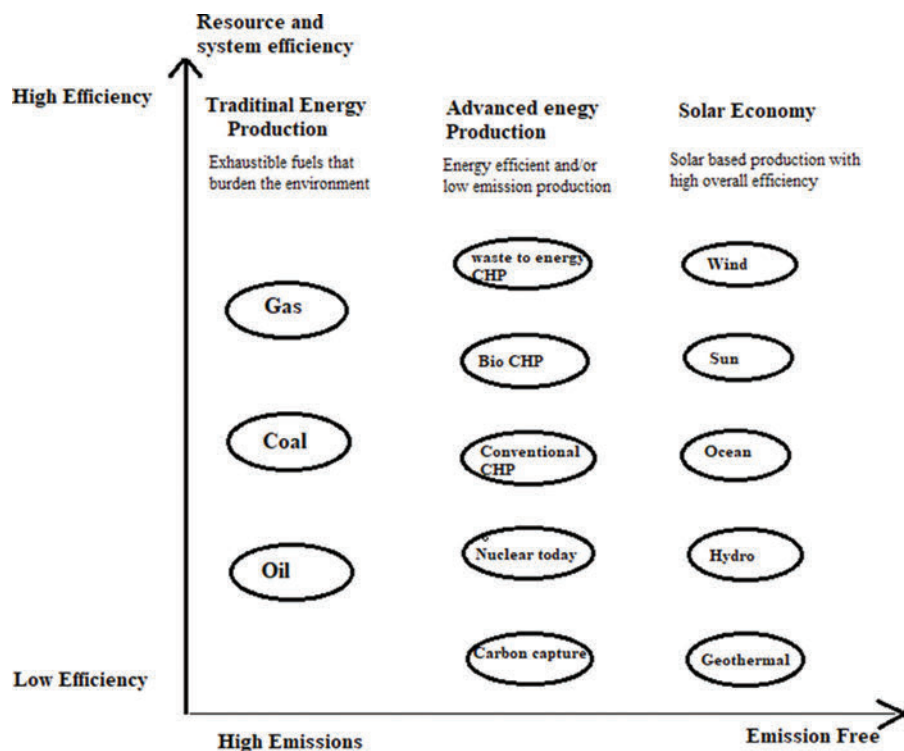 Resource and
system efficiency
High Efficiency
Traditinal Energy
Production
Exhaustible fuels that
burden the environment
Advanced enegy
Production
Energy efficient and/or
low emission production
Solar Economy
Solar based production with
high overall efficiency
Gas
Coal
Oil
waste to energy
CHP
Bio CHP
Conventional
CHP
Nuclear today
Carbon capture
Wind
Sun
Ocean
Hydro
Geothermal
Low Efficiency
High Emissions
Emission Free